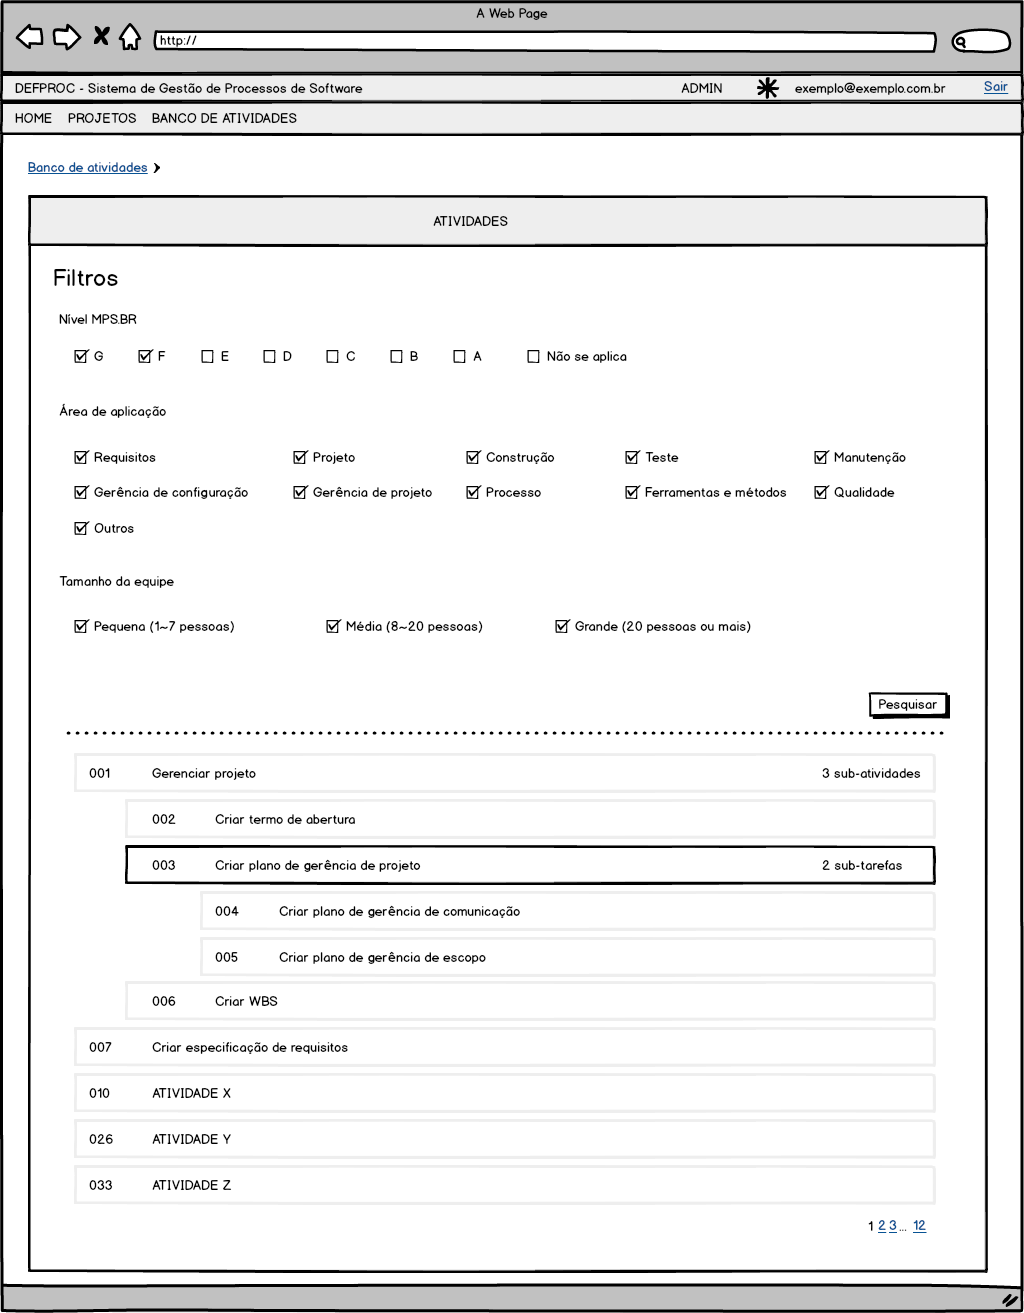 A Web Page
http://
DEFPROC - Sistema de Gestão de Processos de Software ADMIN exemplo@exemplo.com.br Sair
HOME PROJETOS BANCO DE ATIVIDADES
Banco de atividades
ATIVIDADES
Filtros
Nível MPS.BR
G F E D C B A Não se aplica
Área de aplicação
Requisitos Projeto Construção Teste Manutenção
Gerência de configuração Gerência de projeto Processo Ferramentas e métodos Qualidade
Outros
Tamanho da equipe
Pequena (1~7 pessoas) Média (8~20 pessoas) Grande (20 pessoas ou mais)
Pesquisar
001 Gerenciar projeto 3 sub-atividades
002 Criar termo de abertura
003 Criar plano de gerência de projeto 2 sub-tarefas
004 Criar plano de gerência de comunicação
005 Criar plano de gerência de escopo
006 Criar WBS
007 Criar especificação de requisitos
010 ATIVIDADE X
026 ATIVIDADE Y
033 ATIVIDADE Z
1 2 3 ... 12